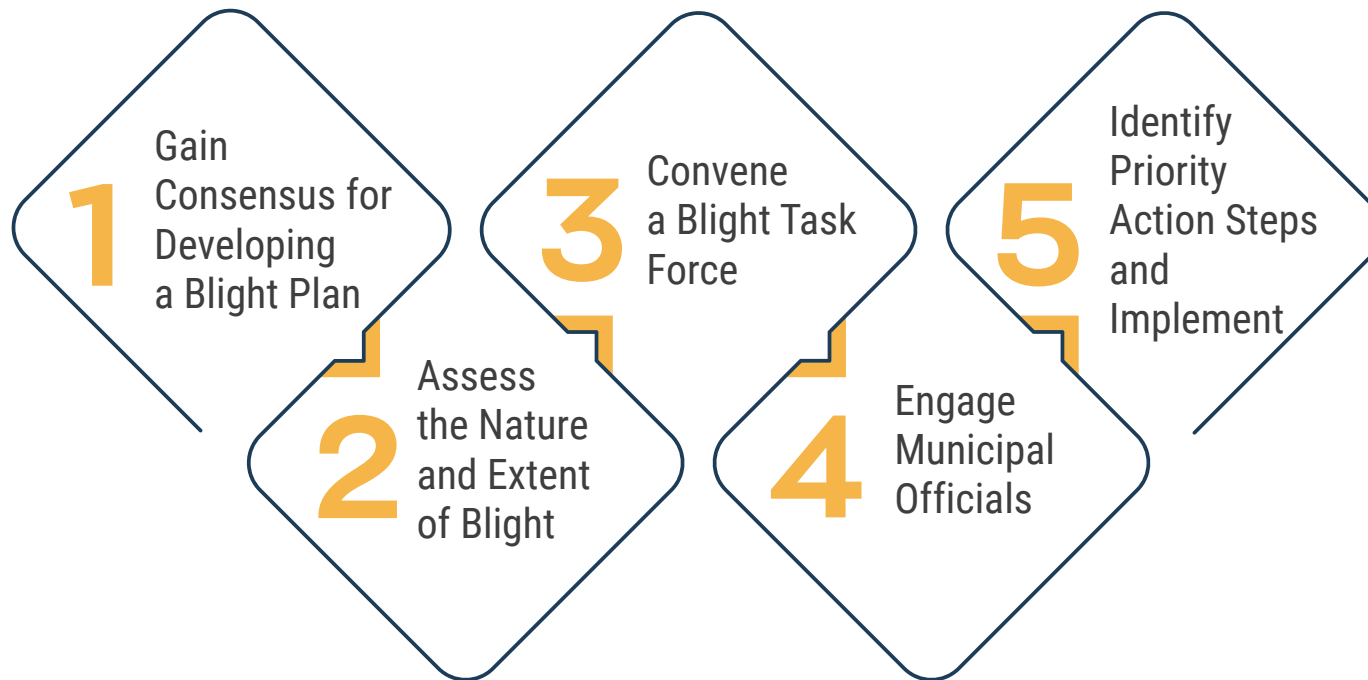 1
Gain
Consensus for
Developing
a Blight Plan
2
Assess
the Nature
and Extent
of Blight
3
Convene
a Blight Task
Force
4
Engage
Municipal
Officials
5
Identify
Priority
Action Steps
and
Implement